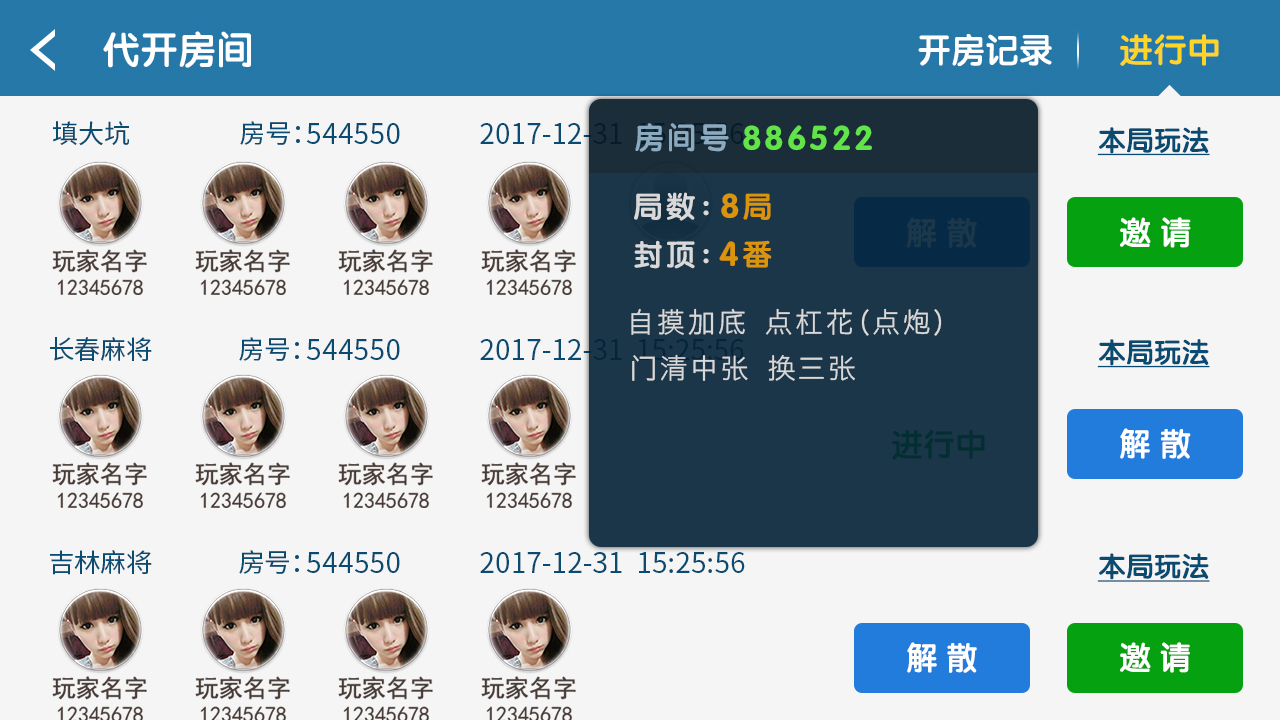 代开房间 开房记录 进行中
填大坑 房号:544550 2017-12-31
房间号 886522
本局玩法
局数:8局
解散 邀请
封顶:4番
玩家名字 玩家名字 玩家名字 玩家名字
12345678 12345678 12345678 12345678
自摸加底 点杠花(点炮)
长春麻将 房号:544550 2017-12-31 15:25:56 本局玩法
门清中张 换三张
进行中 解散
玩家名字 玩家名字 玩家名字 玩家名字
12345678 12345678 12345678 12345678
吉林麻将 房号:544550 2017-12-31 15:25:56 本局玩法
解散 邀请
玩家名字 玩家名字 玩家名字 玩家名字
12345678 12345678 12345678 12345678